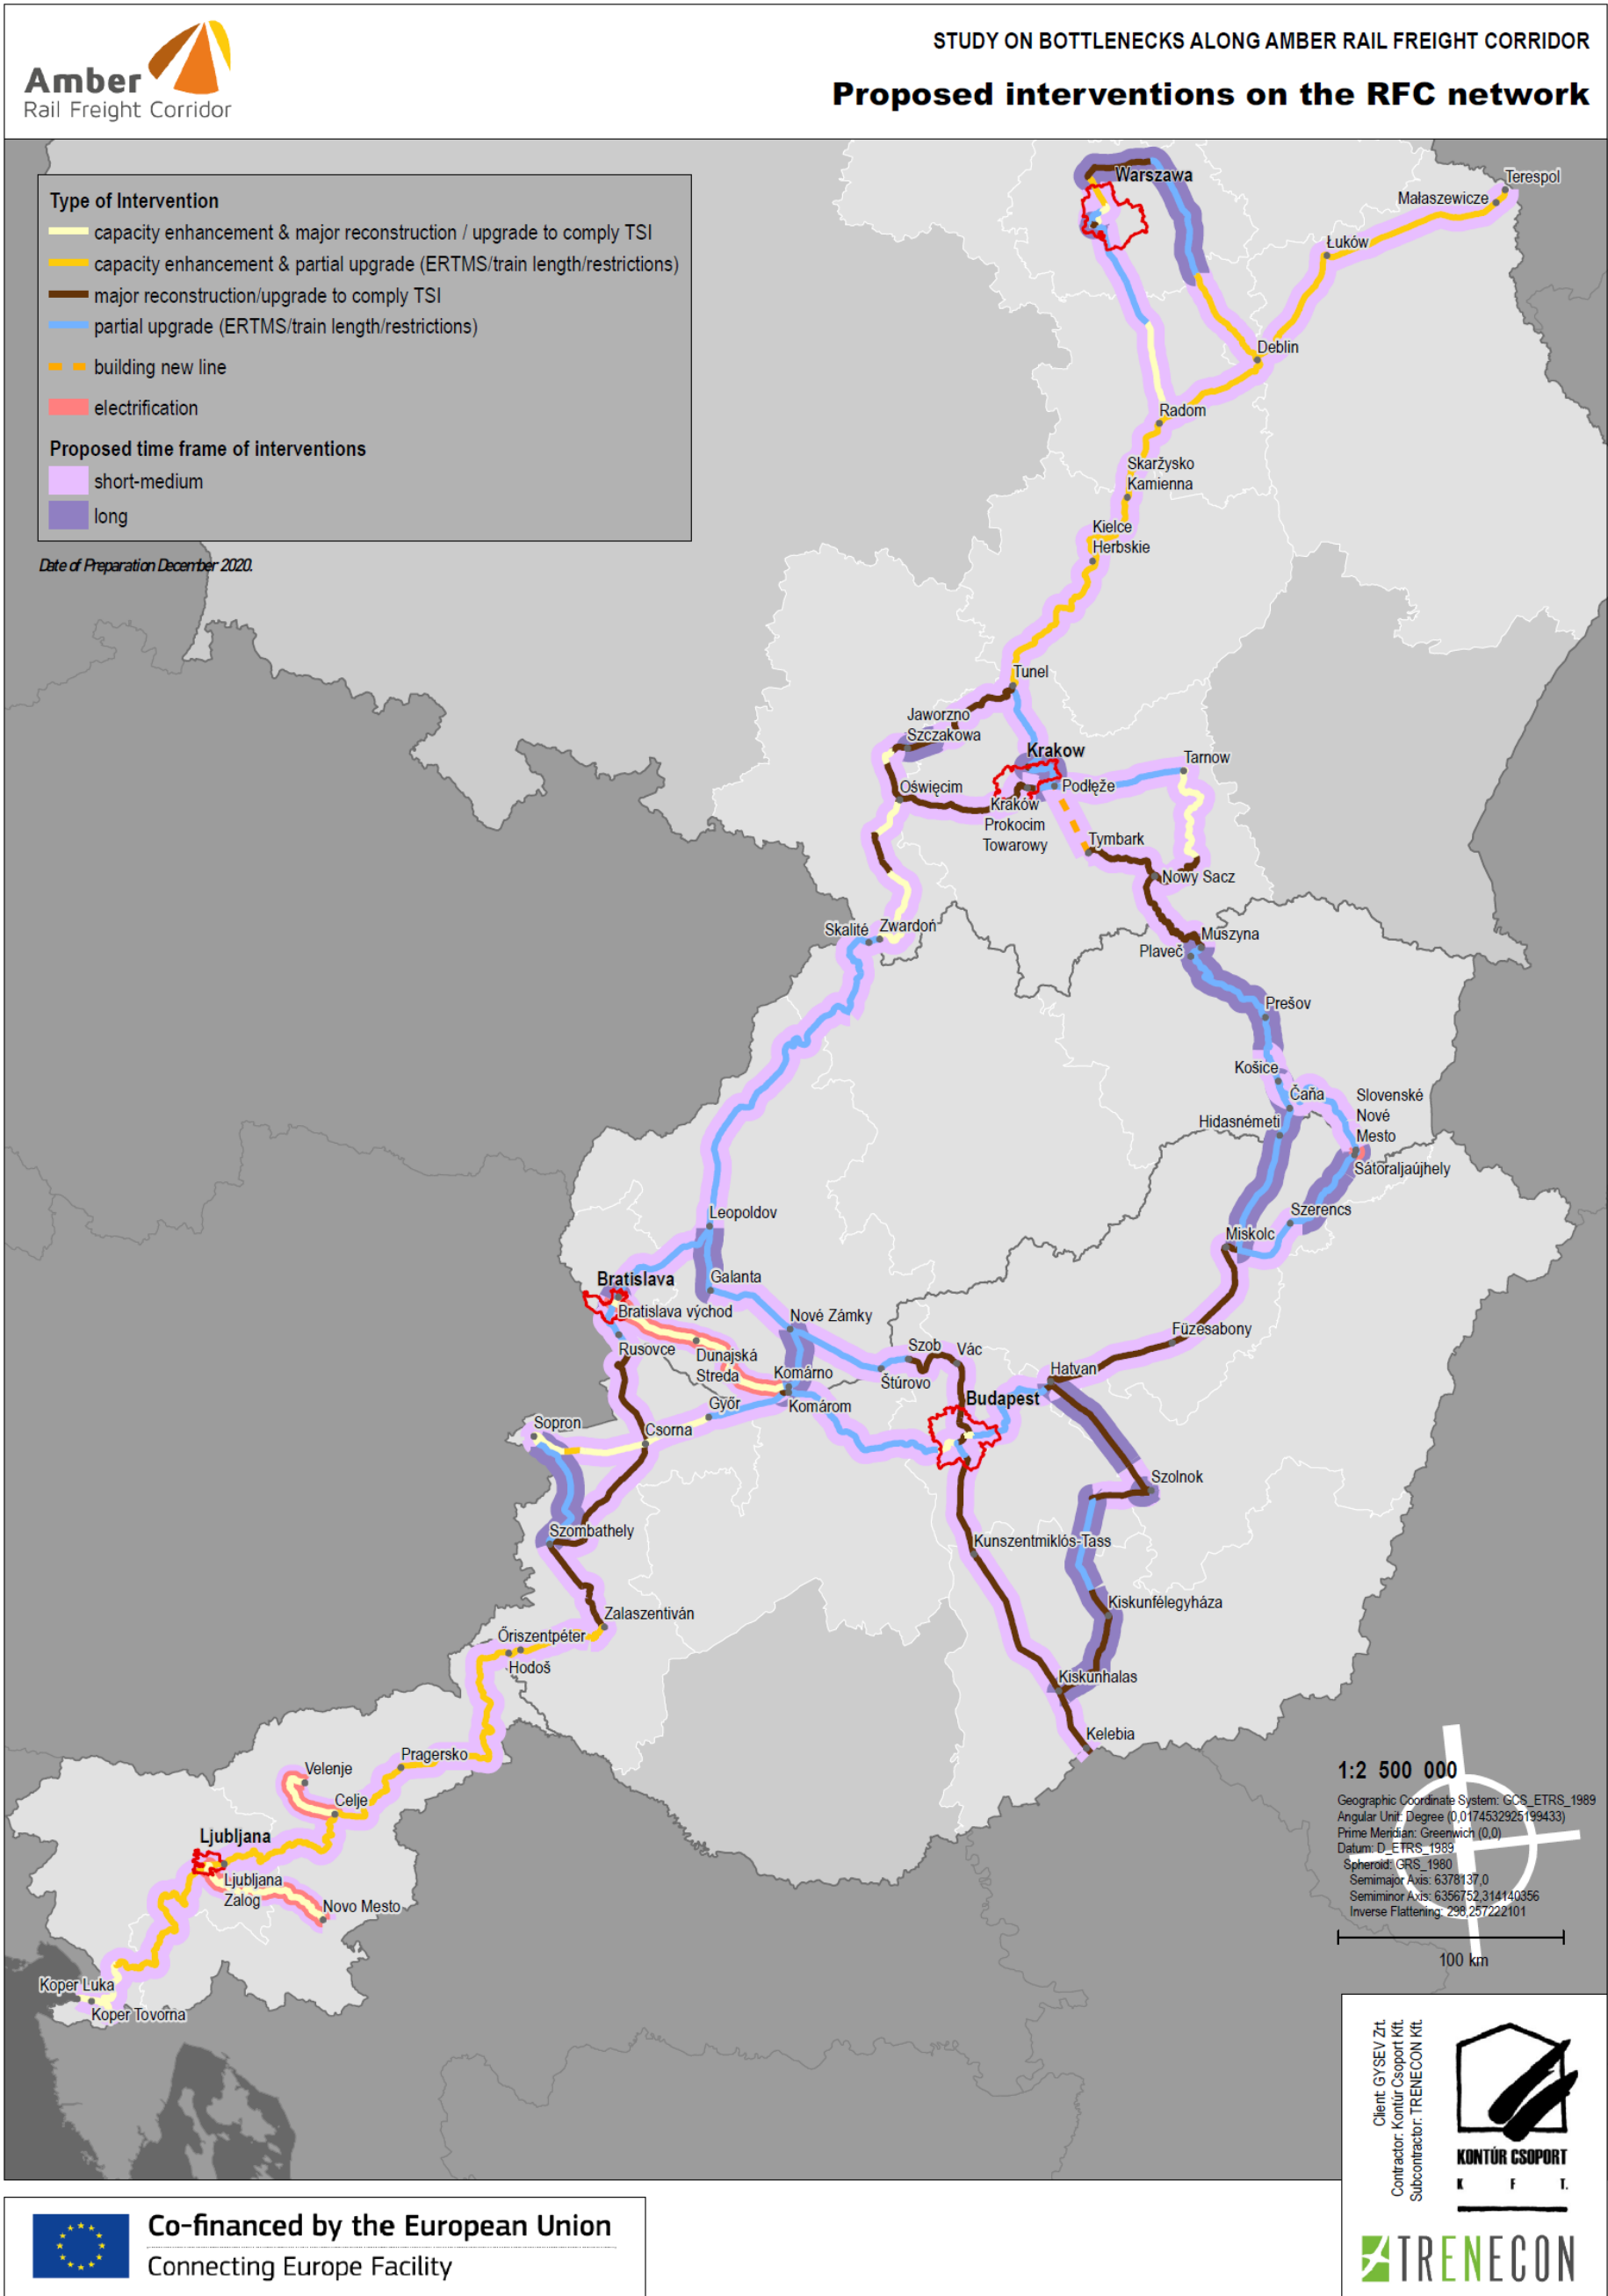 Amber
Rail Freight Corridor
STUDY ON BOTTLENECKS ALONG AMBER RAIL FREIGHT CORRIDOR
Proposed interventions on the RFC network
Type of Intervention
capacity enhancement & major reconstruction / upgrade to comply TSI
capacity enhancement & partial upgrade (ERTMS/train length/restrictions)
major reconstruction/upgrade to comply TSI
partial upgrade (ERTMS/train length/restrictions)
building new line
electrification
Proposed time frame of interventions
short-medium
long
Date of Preparation December 2020.
Warszawa
Terespol
Małaszewicze
Łuków
Deblin
Radom
Skaržysko
Kamienna
Kielce
Herbskie
Tunel
Jaworzno
Szczakowa
Krakow
Tarnow
Oświęcim
Podłęże
Kraków
Prokocim
Towarowy
Tymbark
Nowy Sacz
Skalité
Zwardoń
Muszyna
Plaveč
Prešov
Košice
Čaňa
Slovenské
Nové
Mesto
Hidasnémeti
Sátoraljaújhely
Szerencs
Miskolc
Leopoldov
Bratislava
Galanta
Bratislava východ
Nové Zámky
Füzesabony
Rusovce
Dunajská
Streda
Szob
Vác
Komárno
Štúrovo
Hatvan
Győr
Komárom
Budapest
Sopron
Csorna
Szolnok
Szombathely
Kunszentmiklós-Tass
Kiskunfélegyháza
Zalaszentiván
Őriszentpéter
Hodoš
Kiskunhalas
Kelebia
Pragersko
Velenje
Celje
Ljubljana
Ljubljana
Zalog
Novo Mesto
Koper Luka
Koper Tovorna
1:2 500 000
Geographic Coordinate System: GCS_ETRS_1989
Angular Unit: Degree (0,0174532925199433)
Prime Meridian: Greenwich (0,0)
Datum: D_ETRS_1989
Spheroid: GRS_1980
Semimajor Axis: 6378137,0
Semiminor Axis: 6356752,314140356
Inverse Flattening: 298,257222101
100 km
Client: GYSEV Zrt.
Contractor: Kontúr Csoport Kft.
Subcontractor: TRENECON Kft.
KONTÚR CSOPORT
K F T.
TRENECON
Co-financed by the European Union
Connecting Europe Facility